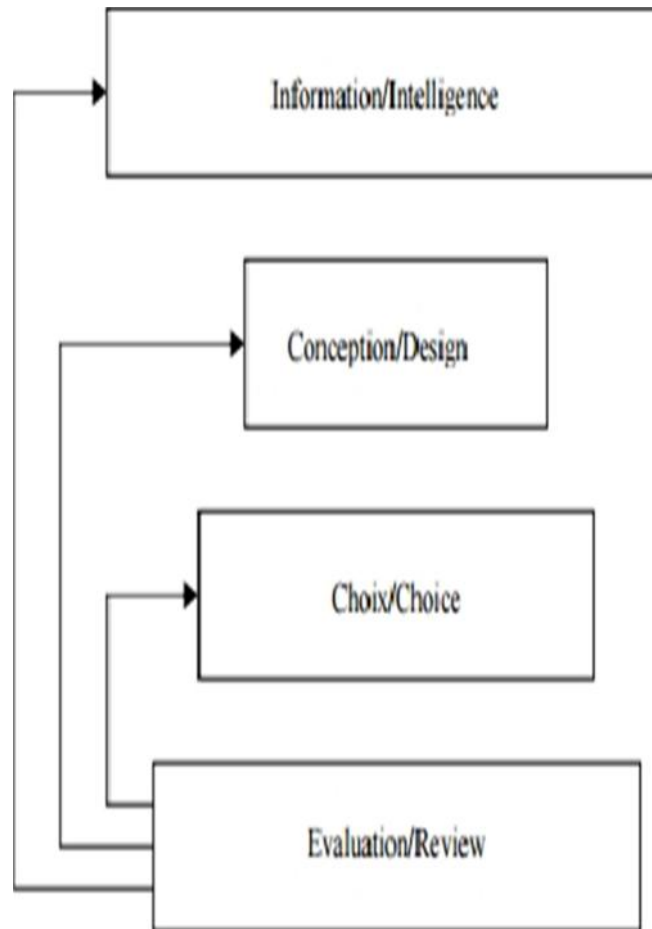 Information/Intelligence
Conception/Design
Choix/Choice
Evaluation/Review